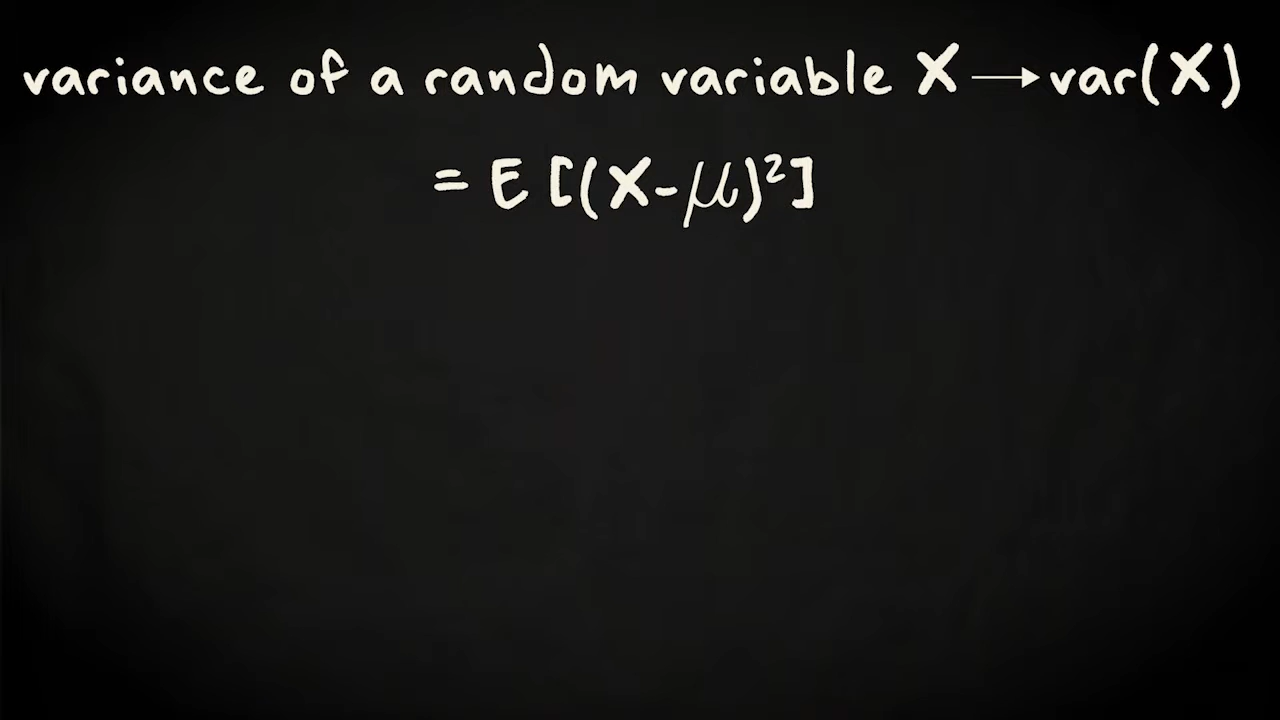 variance of a random variable X → var(X)
= E [(X-μ)²]